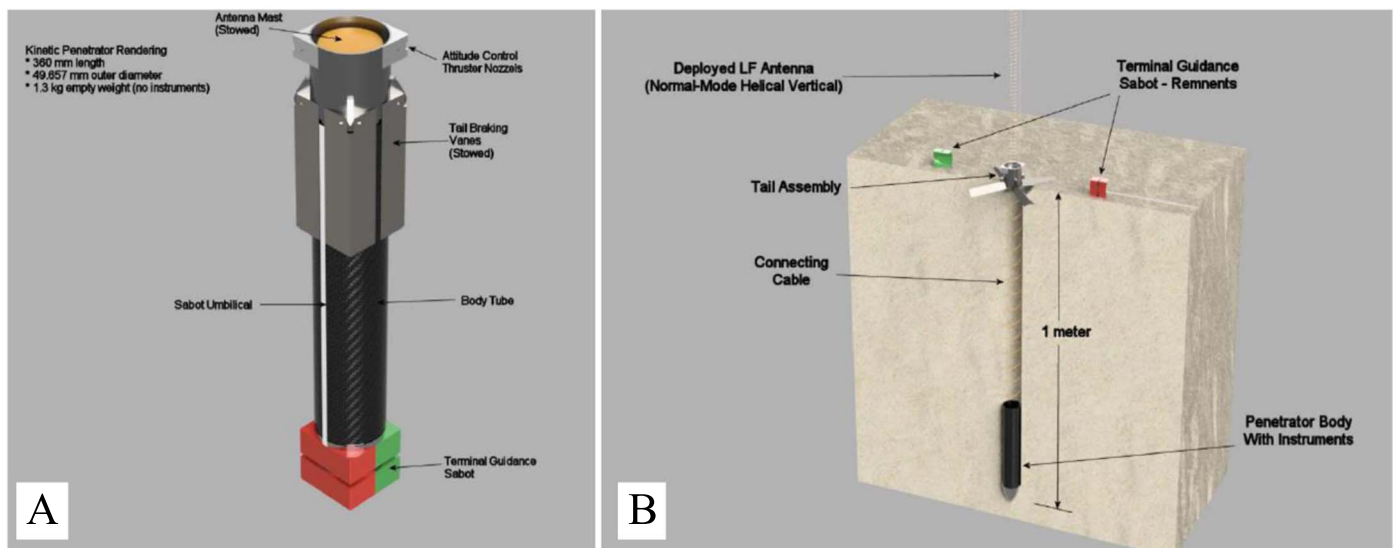 Antenna Mast
(Stowed)
Kinetic Penetrator Rendering
* 360 mm length
* 49.657 mm outer diameter
* 1.3 kg empty weight (no instruments)
Attitude Control
Thruster Nozzels
Tail Braking
Vanes
(Stowed)
Sabot Umbilical
Body Tube
Terminal Guidance
Sabot
A
Deployed LF Antenna
(Normal-Mode Helical Vertical)
Terminal Guidance
Sabot - Remnents
Tail Assembly
Connecting
Cable
1 meter
Penetrator Body
With Instruments
B